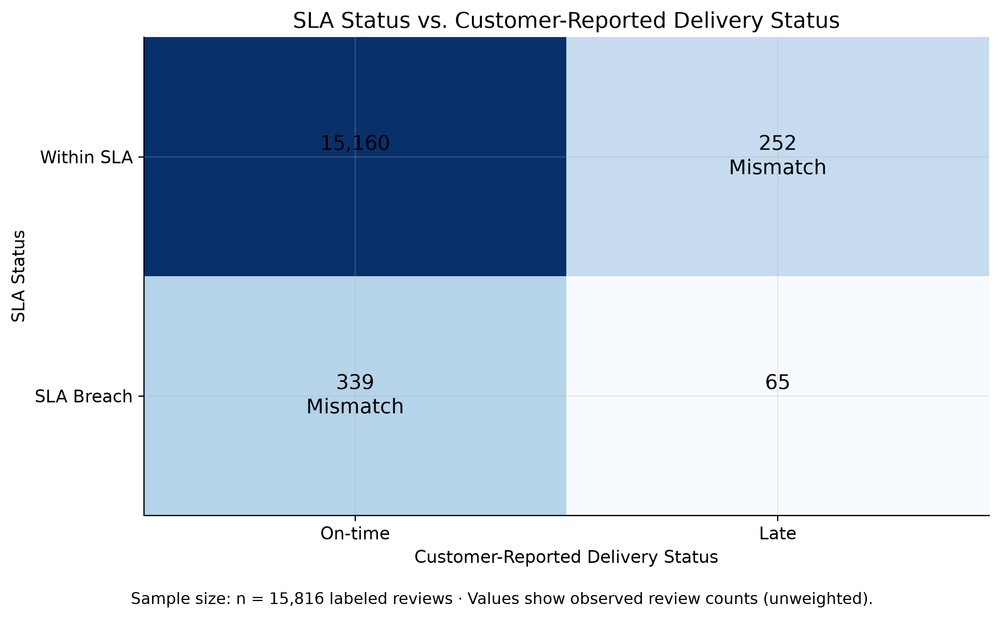 SLA Status vs. Customer-Reported Delivery Status
SLA Status
Within SLA
15,160
252
Mismatch
SLA Breach
339
Mismatch
65
On-time
Late
Customer-Reported Delivery Status
Sample size: n = 15,816 labeled reviews · Values show observed review counts (unweighted).